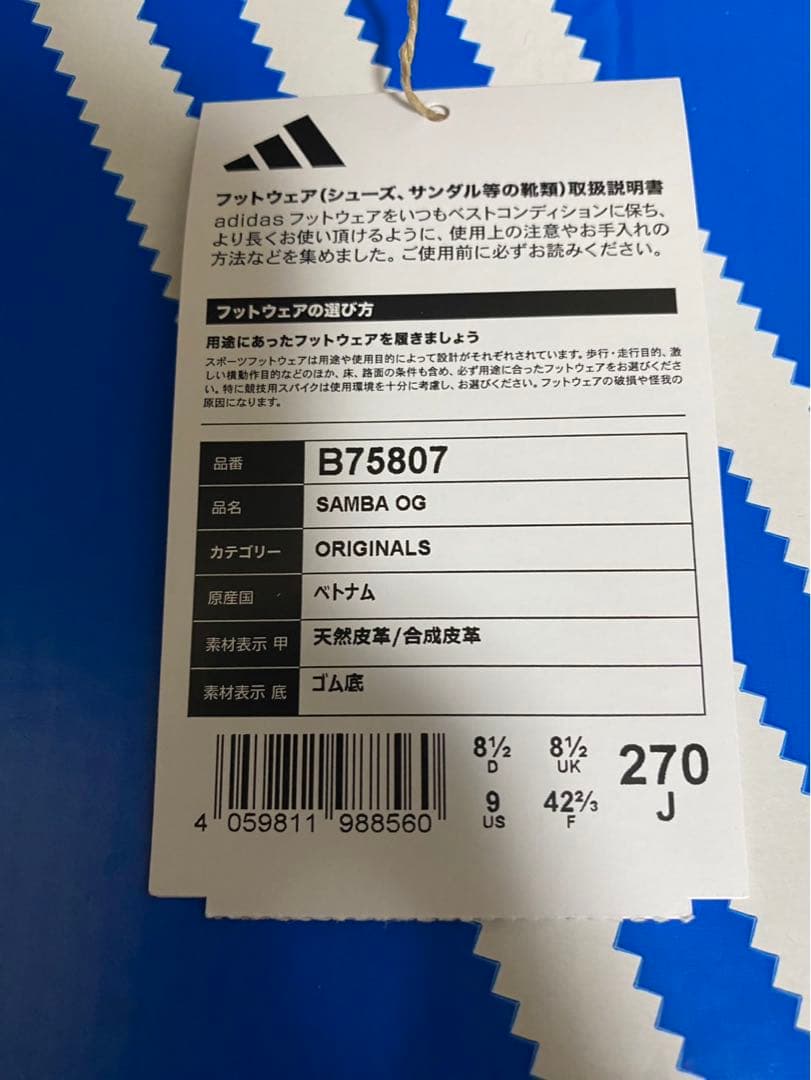 フットウェア(シューズ、サンダル等の靴類)取扱説明書
adidas フットウェアをいつもベストコンディションに保ち、
より長くお使い頂けるように、使用上の注意やお手入れの
方法などを集めました。ご使用前に必ずお読みください。
フットウェアの選び方
用途にあったフットウェアを履きましょう
スポーツフットウェアは用途や使用目的によって設計がそれぞれされています。歩行・走行目的、激
しい横動作目的などのほか、床、路面の条件も含め、必ず用途に合ったフットウェアをお選びくださ
い。特に競技用スパイクは使用環境を十分に考慮し、お選びください。フットウェアの破損や怪我の
原因になります。
品番 B75807
品名 SAMBA OG
カテゴリー ORIGINALS
原産国 ベトナム
素材表示 甲 天然皮革/合成皮革
素材表示 底 ゴム底
8½ 8½ 270
D UK J
9 42⅔
US F
4 059811 988560